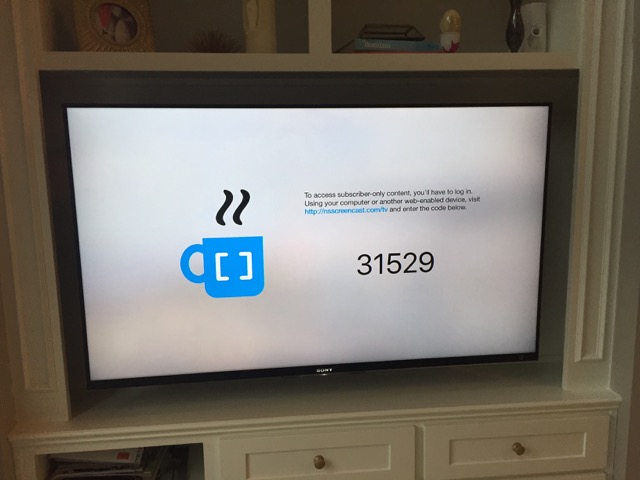 To access subscriber-only content, you'll have to log in.
Using your computer or another web-enabled device, visit
http://nsscreencast.com/tv and enter the code below.
[ ]
31529
SONY